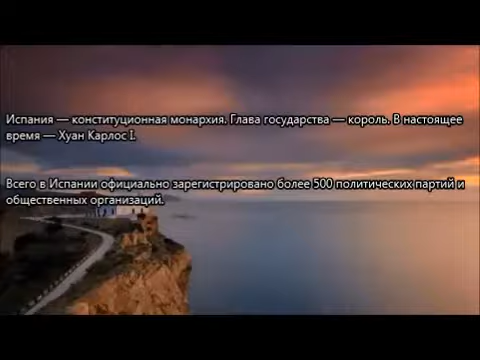 Испания — конституционная монархия. Глава государства — король. В настоящее
время — Хуан Карлос I.
Всего в Испании официально зарегистрировано более 500 политических партий и
общественных организаций.